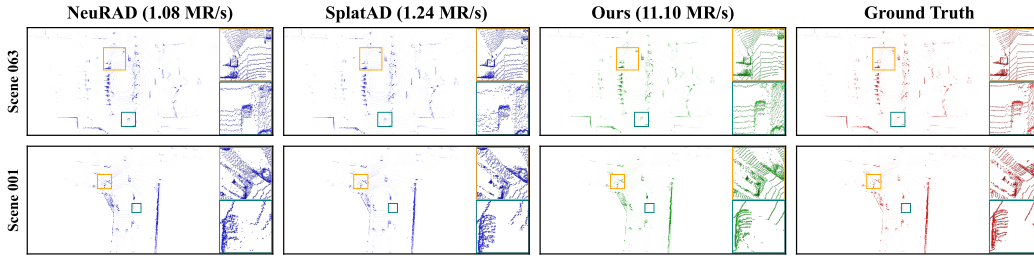 NeuRAD (1.08 MR/s) SplatAD (1.24 MR/s) Ours (11.10 MR/s) Ground Truth
Scene 063
Scene 001